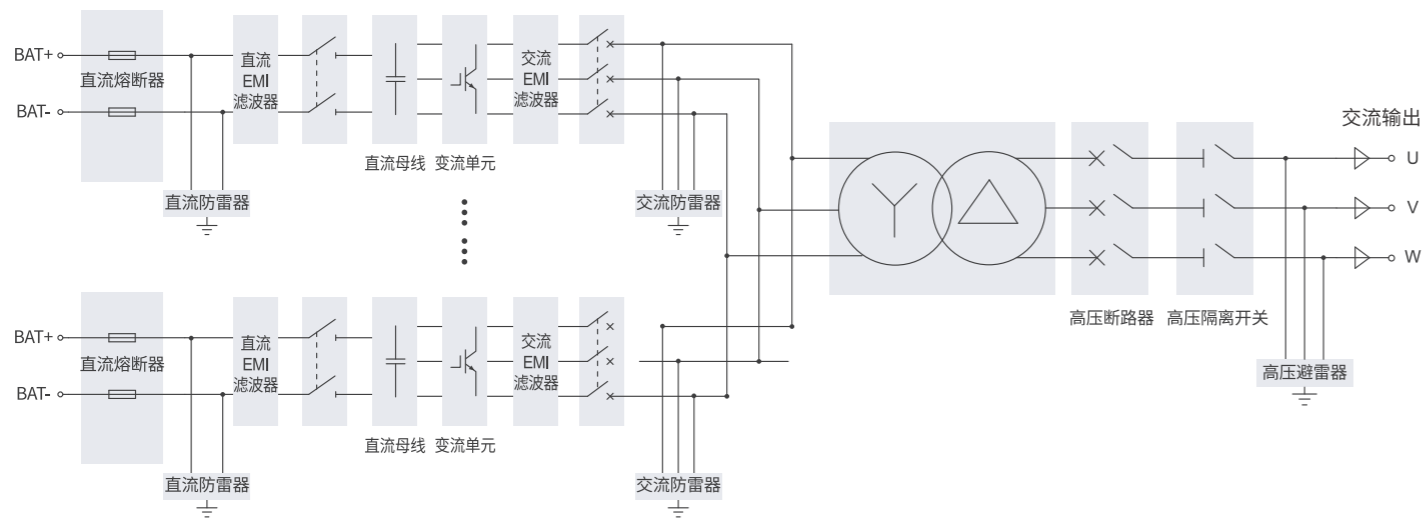 BAT+
直流熔断器
BAT-
直流
EMI
滤波器
直流母线
变流单元
交流
EMI
滤波器
直流防雷器
交流防雷器
交流输出
U
V
W
高压断路器
高压隔离开关
高压避雷器
BAT+
直流熔断器
BAT-
直流
EMI
滤波器
直流母线
变流单元
交流
EMI
滤波器
直流防雷器
交流防雷器